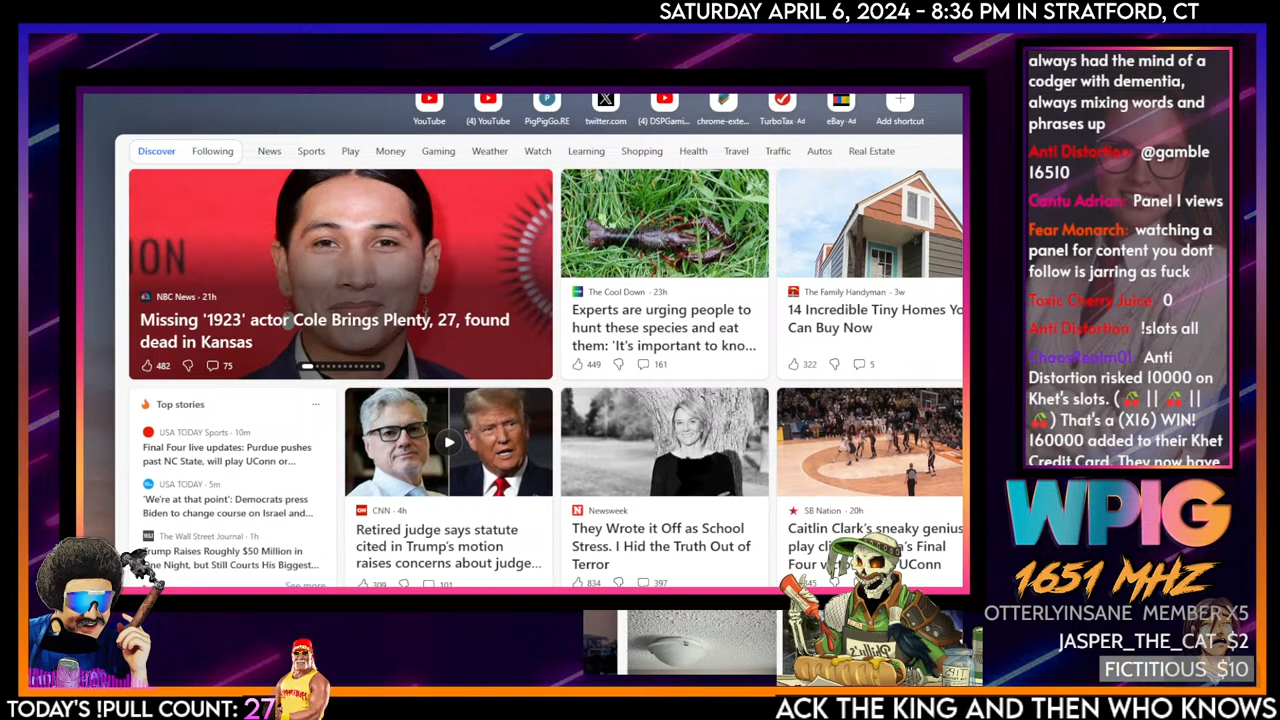 SATURDAY APRIL 6, 2024 - 8:36 PM IN STRATFORD, CT
YouTube
(4) YouTube
PigPigGo.RE
twitter.com
(4) DSPGami...
chrome-exte...
TurboTax · Ad
eBay · Ad
Add shortcut
Discover Following News Sports Play Money Gaming Weather Watch Learning Shopping Health Travel Traffic Autos Real Estate
ION
NBC News · 21h
Missing '1923' actor Cole Brings Plenty, 27, found
dead in Kansas
482 75
The Cool Down · 23h
Experts are urging people to
hunt these species and eat
them: 'It's important to kno...
449 161
The Family Handyman · 3w
14 Incredible Tiny Homes Yo
Can Buy Now
322 5
Top stories ...
USA TODAY Sports · 10m
Final Four live updates: Purdue pushes
past NC State, will play UConn or...
USA TODAY · 5m
'We're at that point': Democrats press
Biden to change course on Israel and...
WSJ The Wall Street Journal · 1h
Trump Raises Roughly $50 Million in
One Night, but Still Courts His Biggest...
See more
CNN · 4h
Retired judge says statute
cited in Trump's motion
raises concerns about judge...
309 101
N Newsweek
They Wrote it Off as School
Stress. I Hid the Truth Out of
Terror
834 397
SB Nation · 20h
Caitlin Clark's sneaky genius
play
Four UConn
345
always had the mind of a
codger with dementia,
always mixing words and
phrases up
Anti Distortion: @gamble
16510
Cantu Adrian: Panel I views
Fear Monarch: watching a
panel for content you dont
follow is jarring as fuck
Toxic Cherry Juice: 0
Anti Distortion: !slots all
ChaosRealm01: Anti
Distortion risked 10000 on
Khet's slots. ( 🍒 || 🍒 ||
🍒 ) That's a (X16) WIN!
160000 added to their Khet
Credit Card. They now have
WPIG
1651 MHZ
OTTERLYINSANE MEMBER X5
JASPER_THE_CAT $2
FICTITIOUS $10
TODAY'S !PULL COUNT: 27
ACK THE KING AND THEN WHO KNOWS